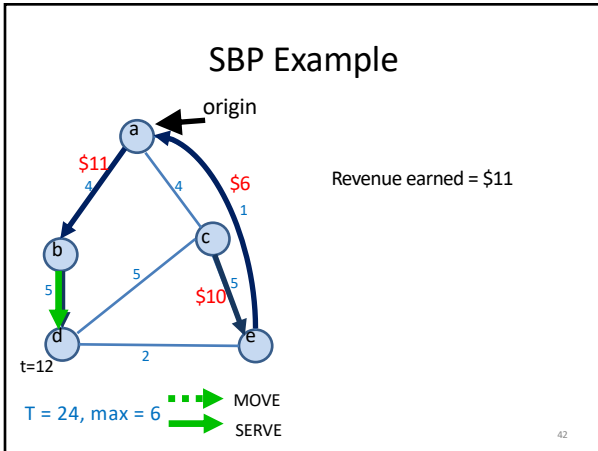 SBP Example
origin
a
$11
4
4
$6
1
Revenue earned = $11
b
c
5
5
5
$10
d
e
t=12
2
T = 24, max = 6
MOVE
SERVE
42